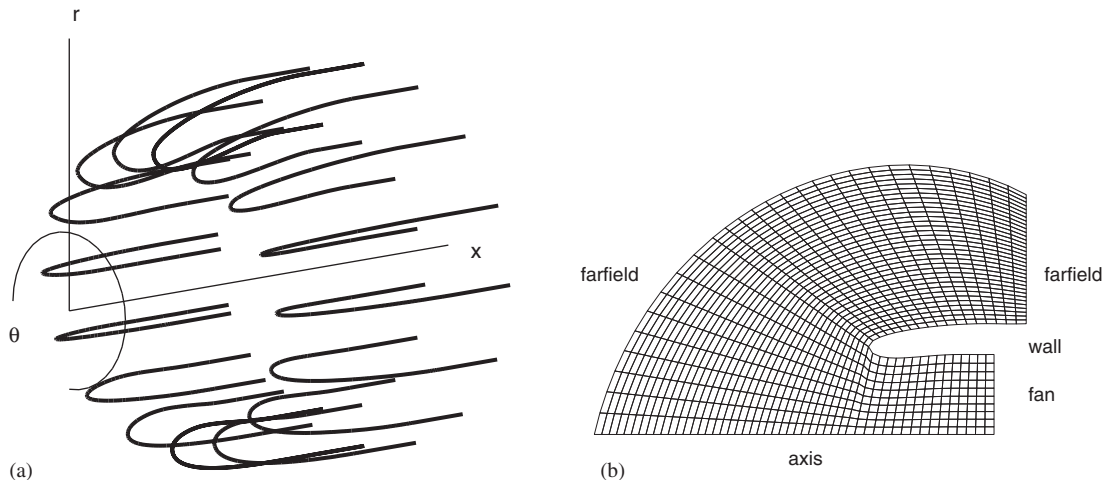 r
x
θ
(a)
farfield
farfield
wall
fan
axis
(b)